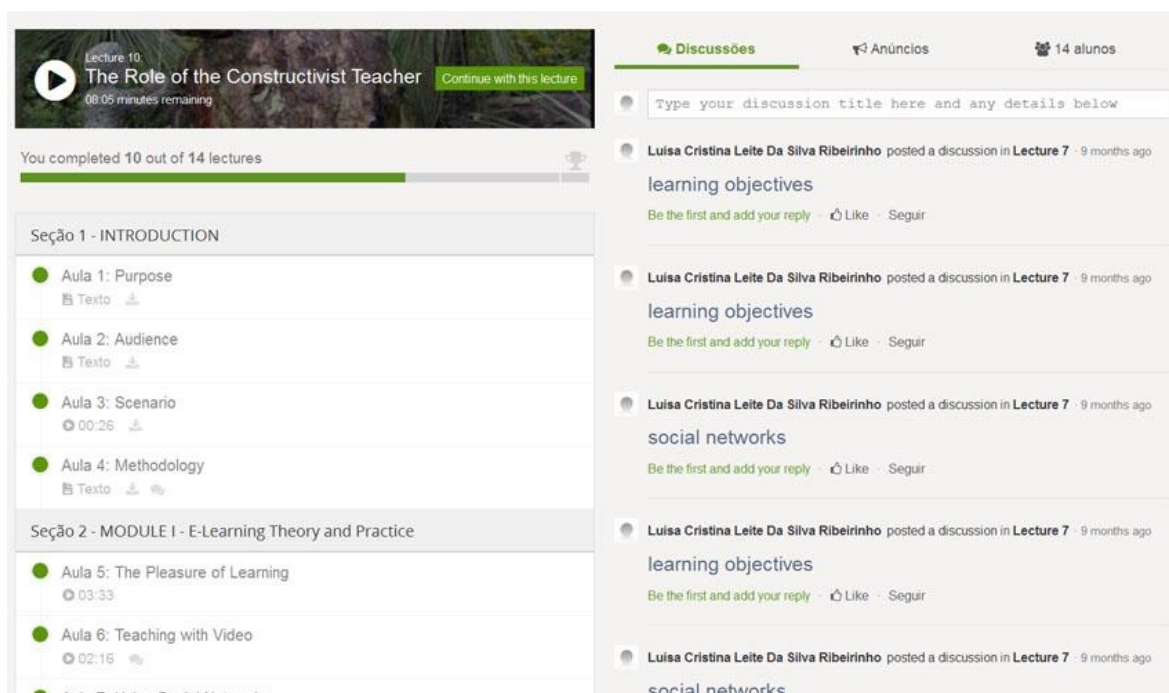 Lecture 10:
The Role of the Constructivist Teacher
08:05 minutes remaining
Continue with this lecture
You completed 10 out of 14 lectures
Seção 1 - INTRODUCTION
Aula 1: Purpose
Texto
Aula 2: Audience
Texto
Aula 3: Scenario
00:26
Aula 4: Methodology
Texto
Seção 2 - MODULE I - E-Learning Theory and Practice
Aula 5: The Pleasure of Learning
03:33
Aula 6: Teaching with Video
02:16
Discussões
Anúncios
14 alunos
Type your discussion title here and any details below
Luisa Cristina Leite Da Silva Ribeirinho posted a discussion in Lecture 7 · 9 months ago
learning objectives
Be the first and add your reply · Like · Seguir
Luisa Cristina Leite Da Silva Ribeirinho posted a discussion in Lecture 7 · 9 months ago
learning objectives
Be the first and add your reply · Like · Seguir
Luisa Cristina Leite Da Silva Ribeirinho posted a discussion in Lecture 7 · 9 months ago
social networks
Be the first and add your reply · Like · Seguir
Luisa Cristina Leite Da Silva Ribeirinho posted a discussion in Lecture 7 · 9 months ago
learning objectives
Be the first and add your reply · Like · Seguir
Luisa Cristina Leite Da Silva Ribeirinho posted a discussion in Lecture 7 · 9 months ago
social networks